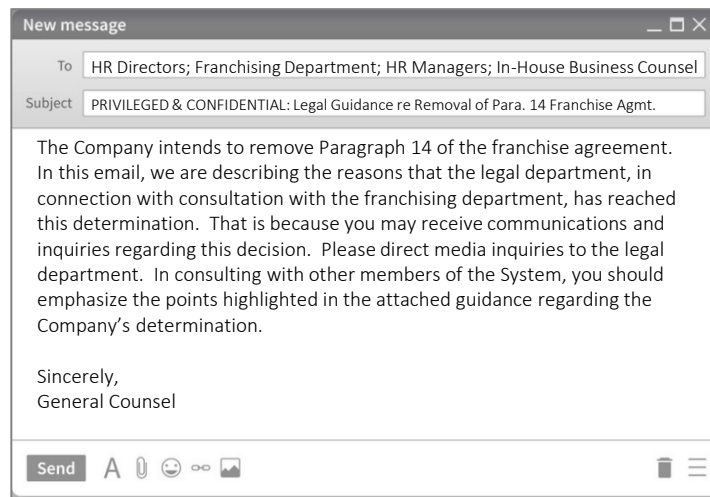 New message
To HR Directors; Franchising Department; HR Managers; In-House Business Counsel
Subject PRIVILEGED & CONFIDENTIAL: Legal Guidance re Removal of Para. 14 Franchise Agmt.
The Company intends to remove Paragraph 14 of the franchise agreement.
In this email, we are describing the reasons that the legal department, in
connection with consultation with the franchising department, has reached
this determination.  That is because you may receive communications and
inquiries regarding this decision.  Please direct media inquiries to the legal
department.  In consulting with other members of the System, you should
emphasize the points highlighted in the attached guidance regarding the
Company's determination.
Sincerely,
General Counsel
Send A